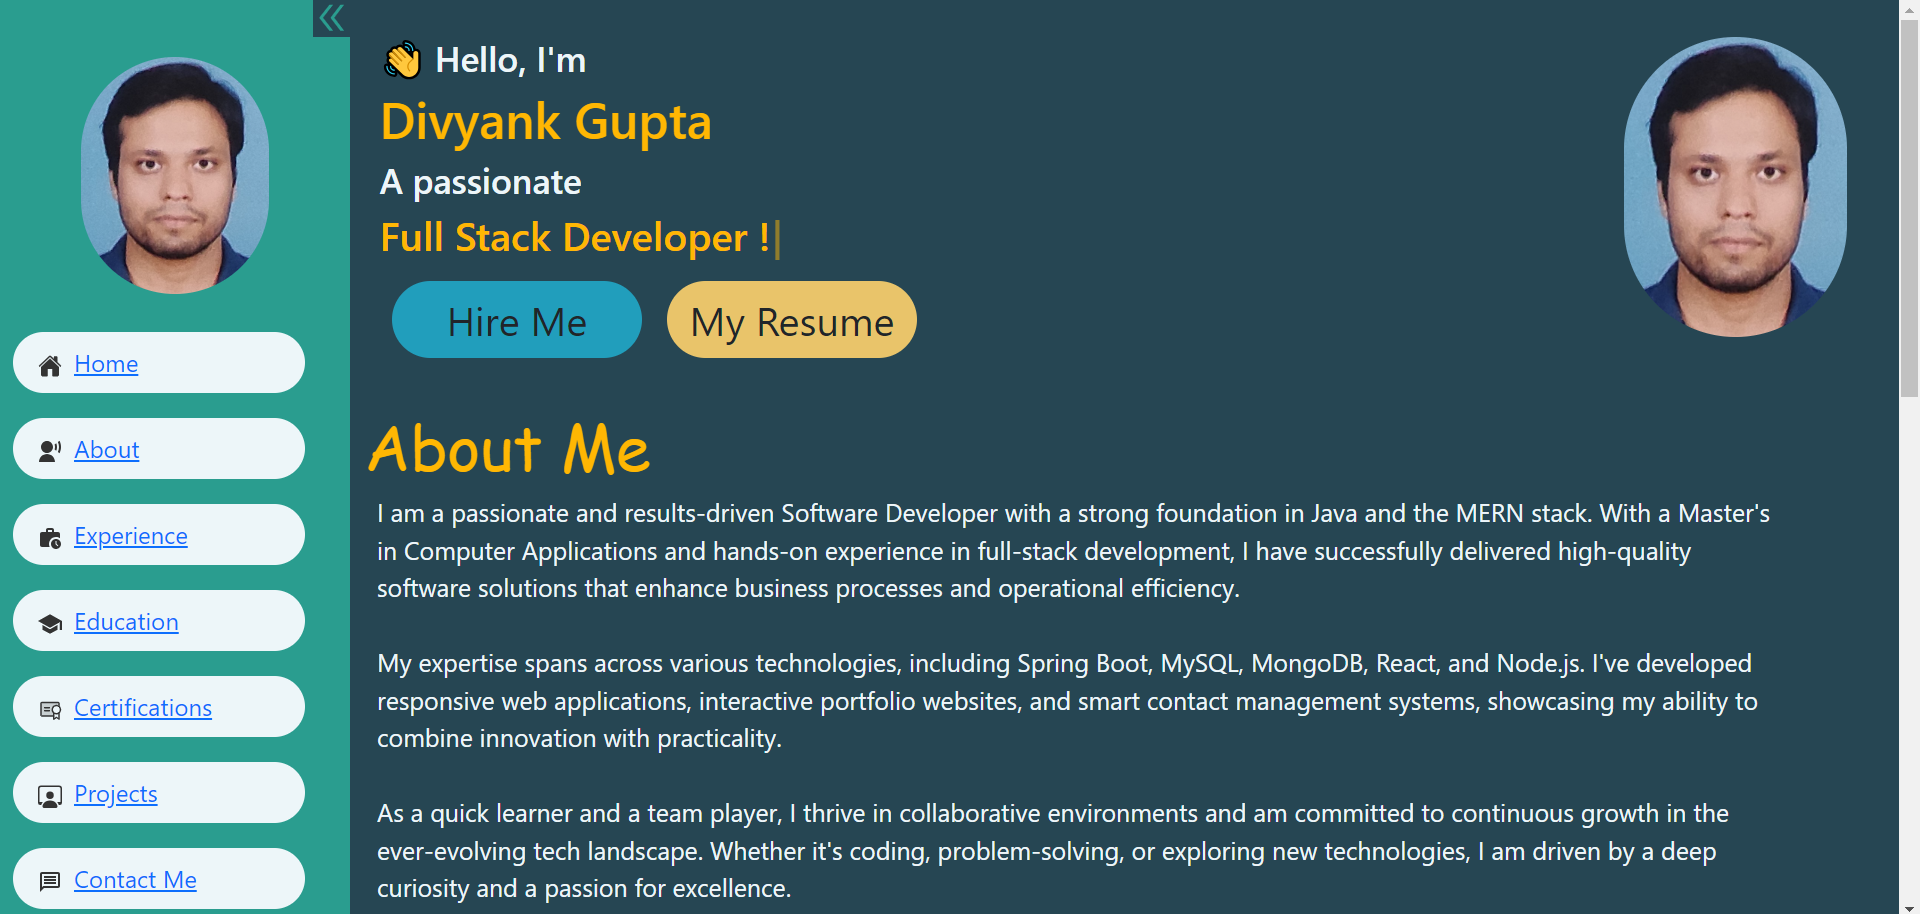 Home
About
Experience
Education
Certifications
Projects
Contact Me
👋 Hello, I'm
Divyank Gupta
A passionate
Full Stack Developer !|
Hire Me
My Resume
About Me
I am a passionate and results-driven Software Developer with a strong foundation in Java and the MERN stack. With a Master's
in Computer Applications and hands-on experience in full-stack development, I have successfully delivered high-quality
software solutions that enhance business processes and operational efficiency.
My expertise spans across various technologies, including Spring Boot, MySQL, MongoDB, React, and Node.js. I've developed
responsive web applications, interactive portfolio websites, and smart contact management systems, showcasing my ability to
combine innovation with practicality.
As a quick learner and a team player, I thrive in collaborative environments and am committed to continuous growth in the
ever-evolving tech landscape. Whether it's coding, problem-solving, or exploring new technologies, I am driven by a deep
curiosity and a passion for excellence.